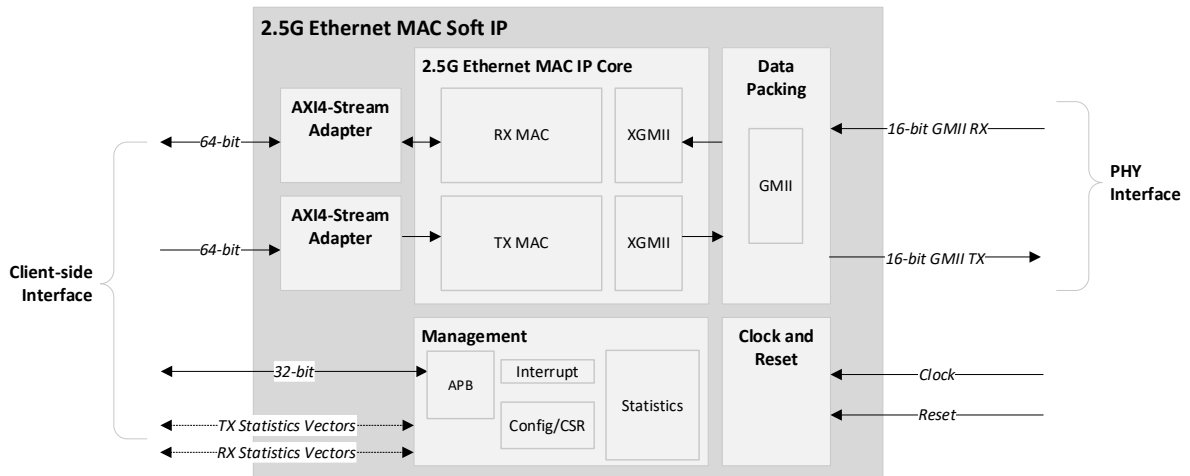 2.5G Ethernet MAC Soft IP
2.5G Ethernet MAC IP Core
Data
Packing
AXI4-Stream
Adapter
RX MAC
XGMII
64-bit
16-bit GMII RX
GMII
PHY
Interface
AXI4-Stream
Adapter
TX MAC
XGMII
64-bit
16-bit GMII TX
Client-side
Interface
Management
Clock and
Reset
32-bit
APB
Interrupt
Config/CSR
Statistics
Clock
Reset
TX Statistics Vectors
RX Statistics Vectors